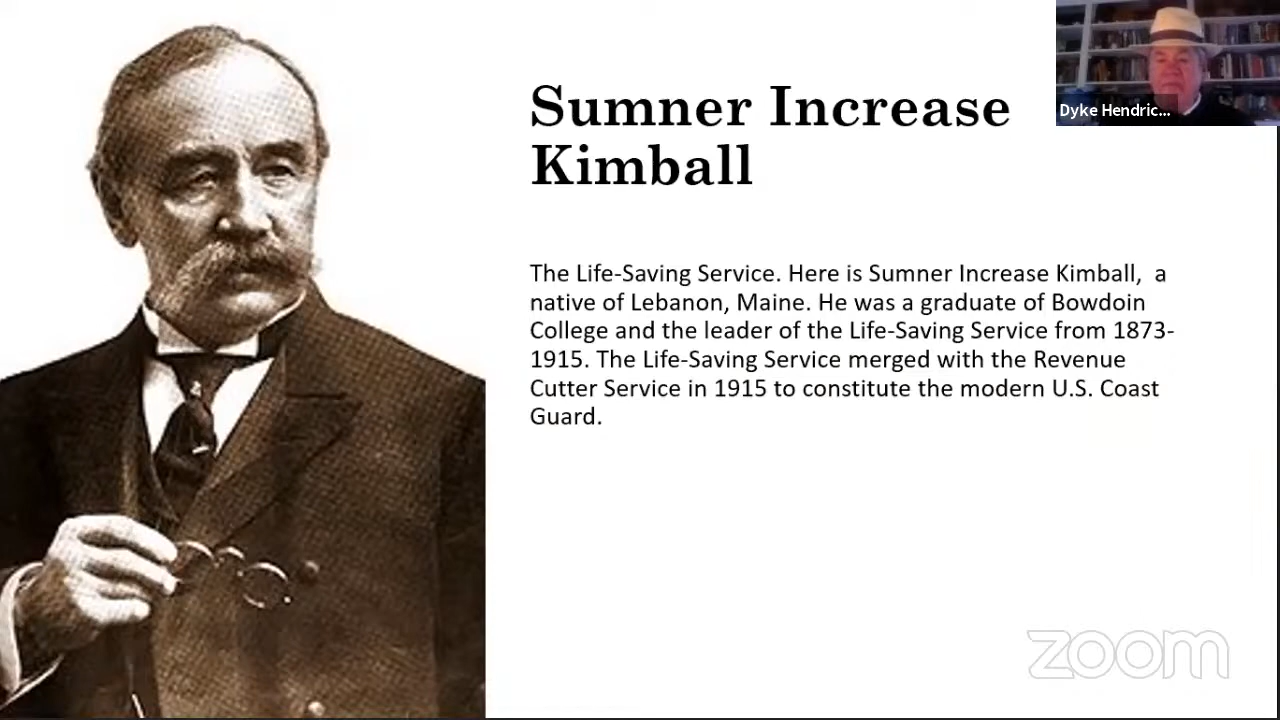 Sumner Increase
Kimball
Dyke Hendric...
The Life-Saving Service. Here is Sumner Increase Kimball,  a
native of Lebanon, Maine. He was a graduate of Bowdoin
College and the leader of the Life-Saving Service from 1873-
1915. The Life-Saving Service merged with the Revenue
Cutter Service in 1915 to constitute the modern U.S. Coast
Guard.
zoom